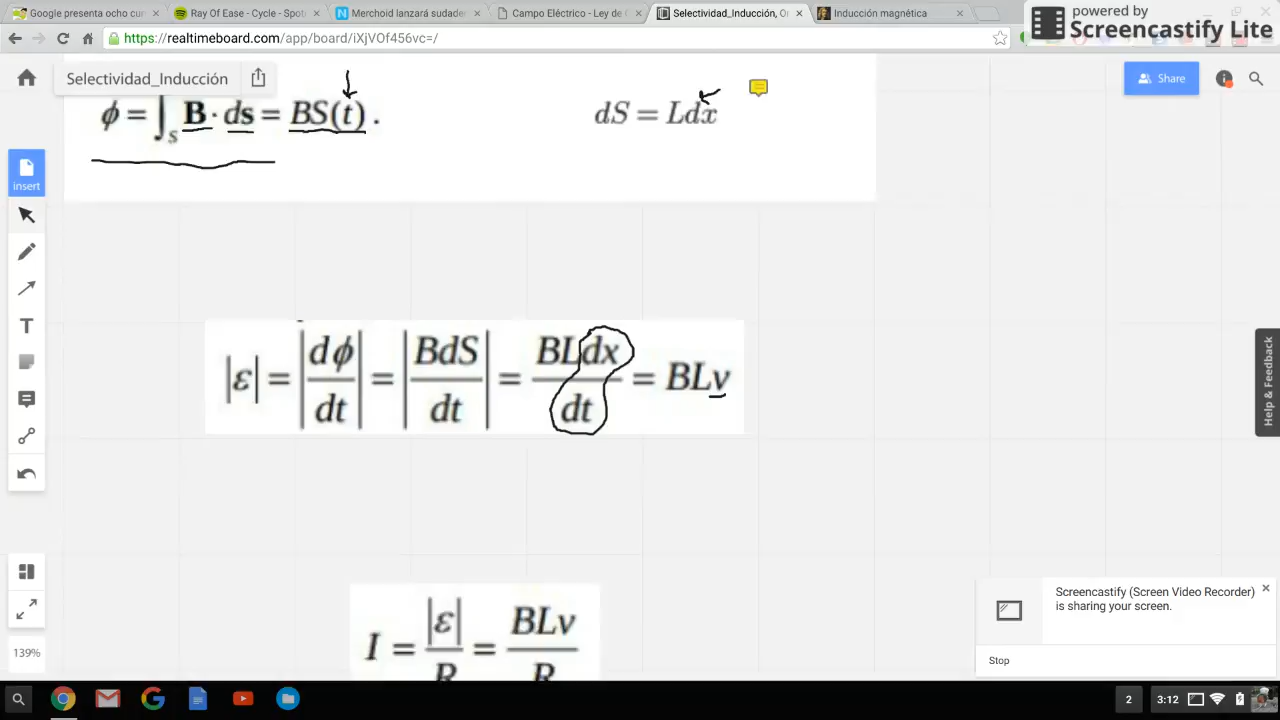 Google presenta ocho cur
Ray Of Ease - Cycle - Spoti
Merchoid lanzará sudade
Campo Eléctrico - Ley de C
Selectividad_Inducción, O
Inducción magnética
powered by
Screencastify Lite
https://realtimeboard.com/app/board/iXjVOf456vc=/
Selectividad_Inducción
Share
ϕ = ∫_S B · ds = BS(t) .
dS = Ldx
insert
T
|ε| = |dϕ/dt| = |BdS/dt| = BLdx/dt = BLv
Help & Feedback
I = |ε|/R = BLv/R
Screencastify (Screen Video Recorder)
is sharing your screen.
Stop
139%
2
3:12